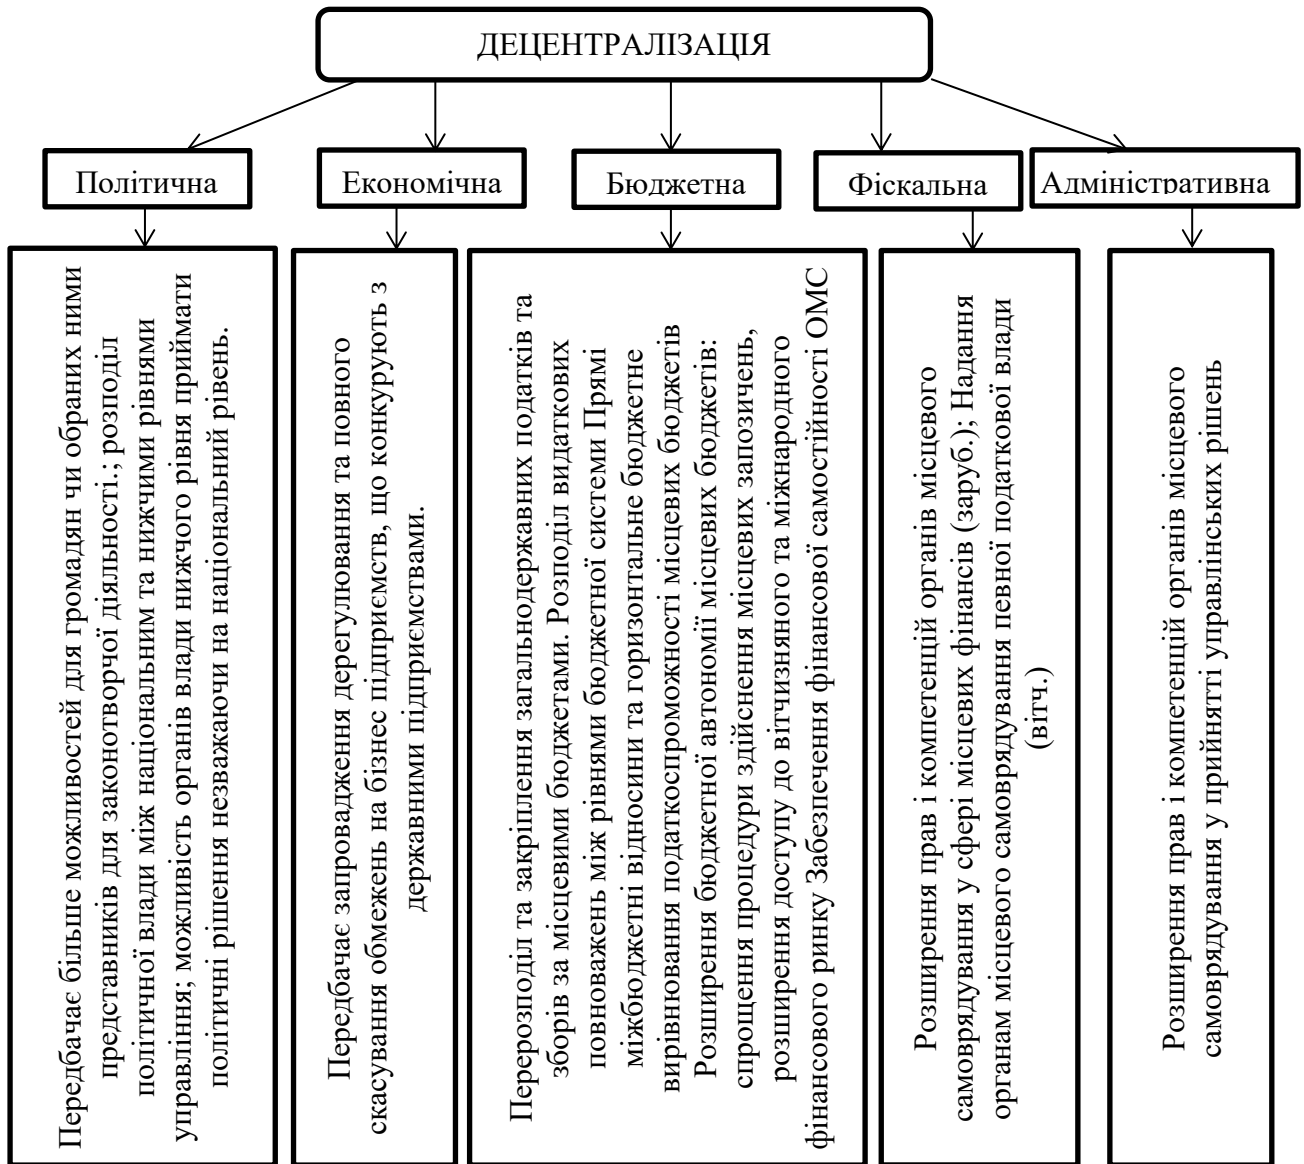 ДЕЦЕНТРАЛІЗАЦІЯ
Політична
Економічна
Бюджетна
Фіскальна
Адміністративна
Передбачає більше можливостей для громадян чи обраних ними
представників для законотворчої діяльності.; розподіл
політичної влади між національним та нижчими рівнями
управління; можливість органів влади нижчого рівня приймати
політичні рішення незважаючи на національний рівень.
Передбачає запровадження дерегулювання та повного
скасування обмежень на бізнес підприємств, що конкурують з
державними підприємствами.
Перерозподіл та закріплення загальнодержавних податків та
зборів за місцевими бюджетами. Розподіл видаткових
повноважень між рівнями бюджетної системи Прямі
міжбюджетні відносини та горизонтальне бюджетне
вирівнювання податкоспроможності місцевих бюджетів
Розширення бюджетної автономії місцевих бюджетів:
спрощення процедури здійснення місцевих запозичень,
розширення доступу до вітчизняного та міжнародного
фінансового ринку Забезпечення фінансової самостійності ОМС
Розширення прав і компетенцій органів місцевого
самоврядування у сфері місцевих фінансів (заруб.); Надання
органам місцевого самоврядування певної податкової влади
(вітч.)
Розширення прав і компетенцій органів місцевого
самоврядування у прийнятті управлінських рішень